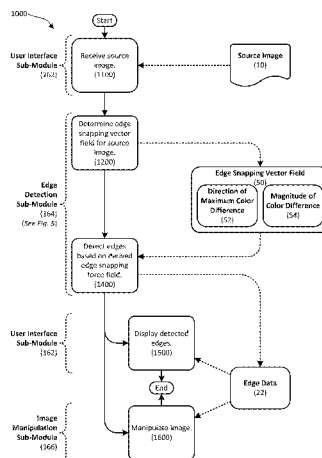 1000
Start
User Interface
Sub-Module
(162)
Receive source
image.
(1100)
Source Image
(10)
Determine edge
snapping vector
field for source
image.
(1200)
Edge Snapping Vector Field
(50)
Direction of
Maximum Color
Difference
(52)
Magnitude of
Color Difference
(54)
Edge
Detection
Sub-Module
(164)
(See Fig. 5)
Detect edges
based on derived
edge snapping
force field.
(1400)
User Interface
Sub-Module
(162)
Display detected
edges.
(1500)
End
Edge Data
(22)
Image
Manipulation
Sub-Module
(166)
Manipulate image.
(1600)